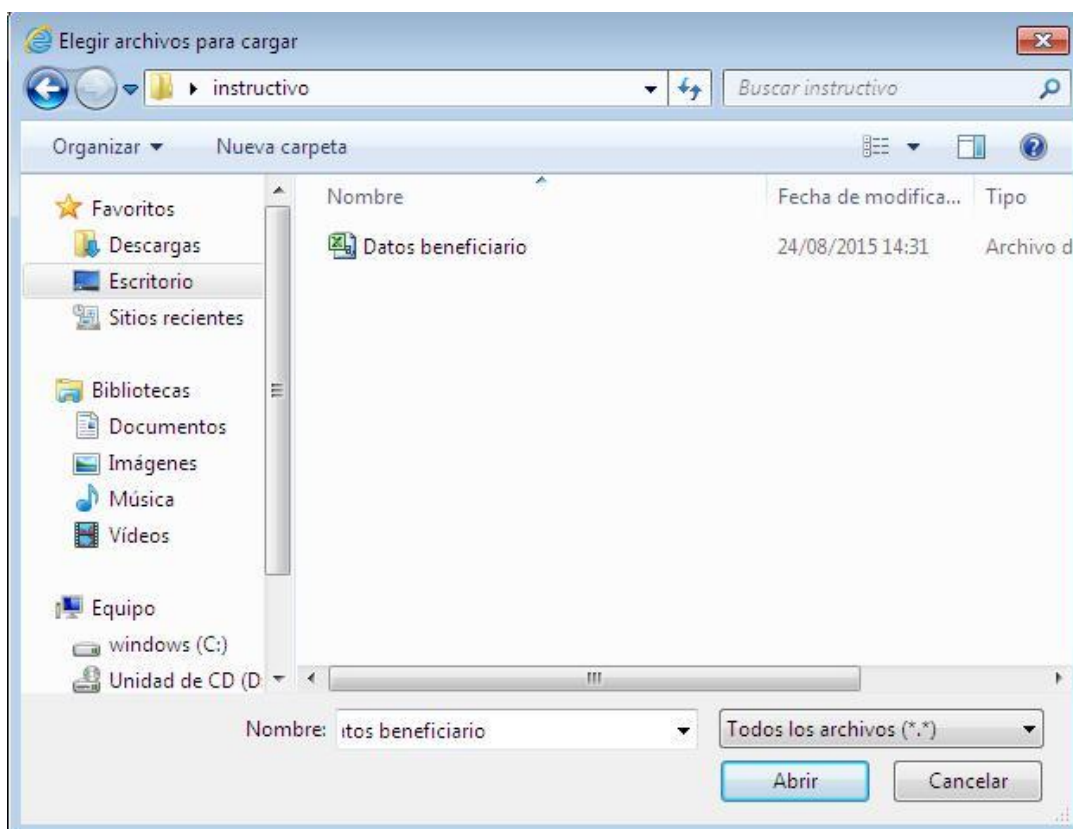 Elegir archivos para cargar
instructivo
Buscar instructivo
Organizar
Nueva carpeta
Favoritos
Descargas
Escritorio
Sitios recientes
Bibliotecas
Documentos
Imágenes
Música
Vídeos
Equipo
windows (C:)
Unidad de CD (D
Nombre
Fecha de modifica...
Tipo
Datos beneficiario
24/08/2015 14:31
Archivo d
Nombre:
tos beneficiario
Todos los archivos (*.*)
Abrir
Cancelar